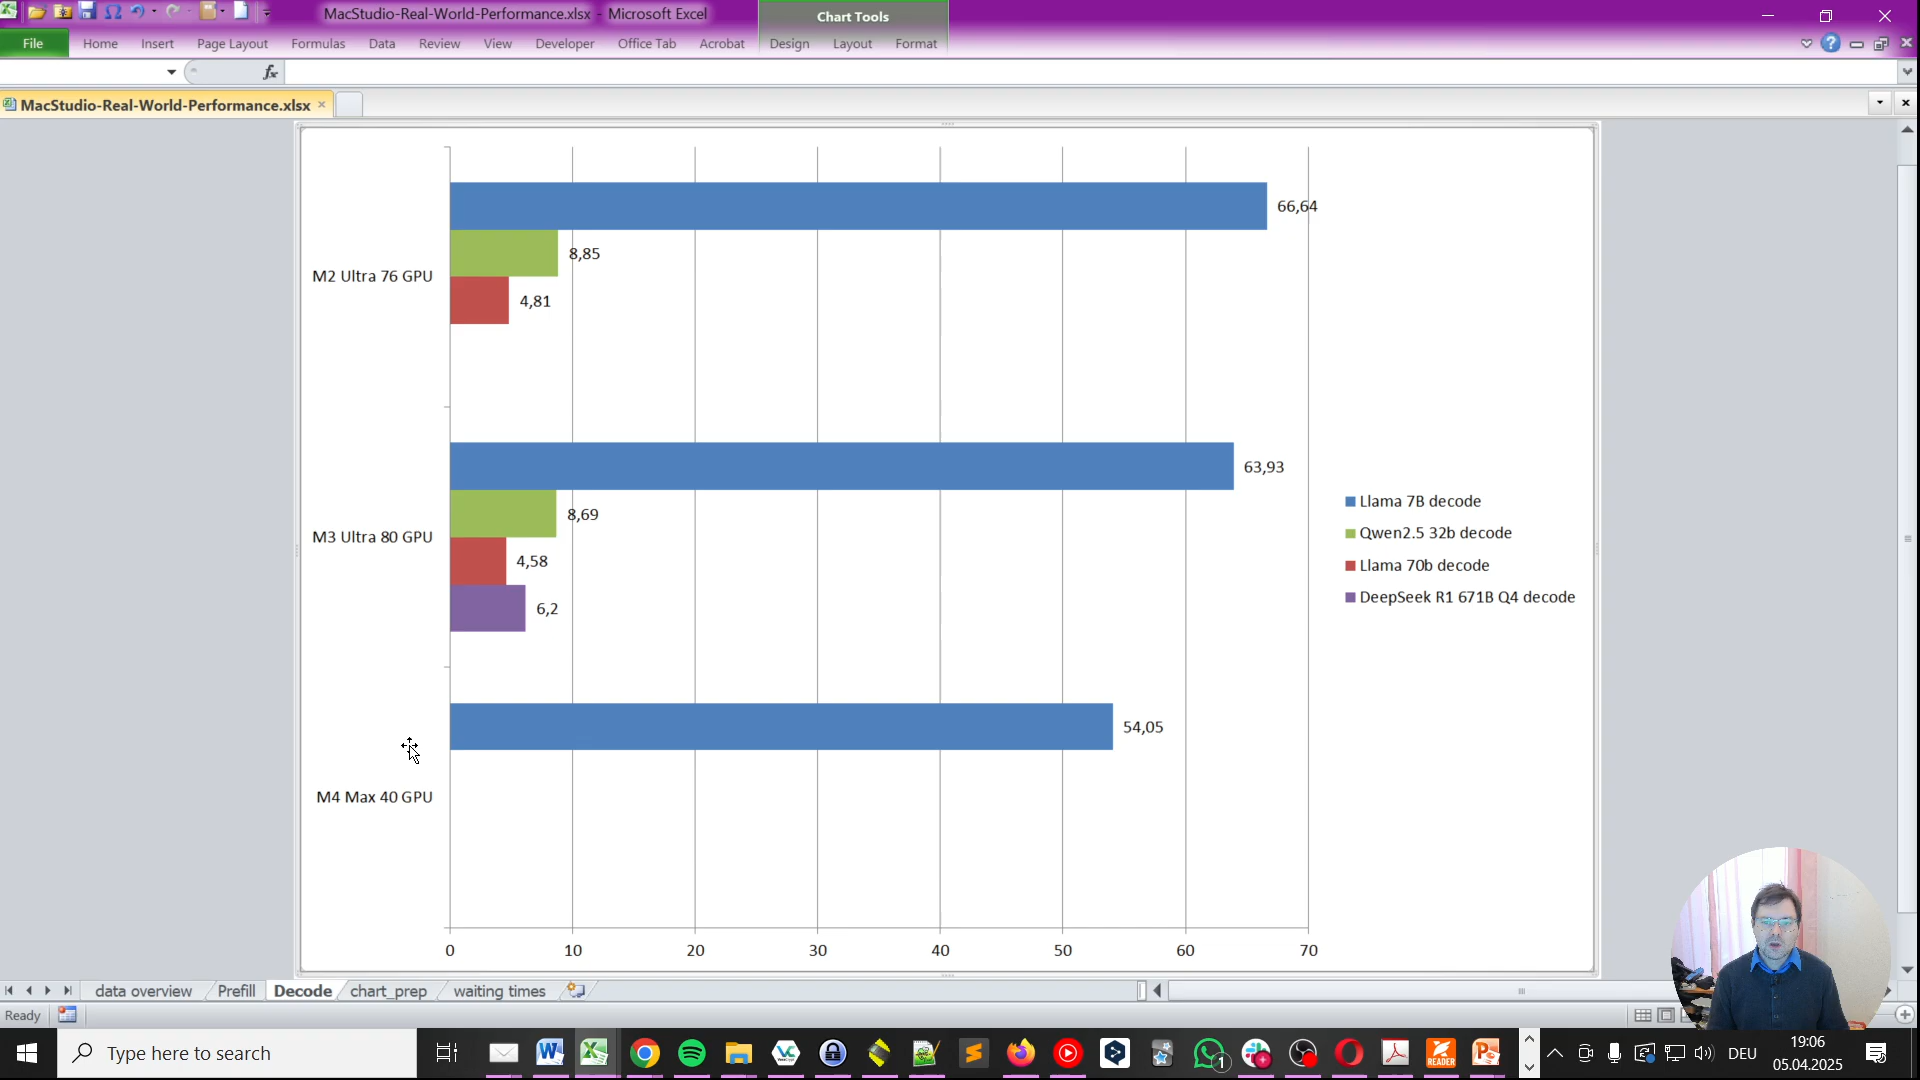 MacStudio-Real-World-Performance.xlsx - Microsoft Excel
Chart Tools
File Home Insert Page Layout Formulas Data Review View Developer Office Tab Acrobat Design Layout Format
fx
MacStudio-Real-World-Performance.xlsx
66,64
8,85
M2 Ultra 76 GPU
4,81
63,93
8,69
M3 Ultra 80 GPU
4,58
6,2
54,05
M4 Max 40 GPU
0 10 20 30 40 50 60 70
Llama 7B decode
Qwen2.5 32b decode
Llama 70b decode
DeepSeek R1 671B Q4 decode
data overview Prefill Decode chart_prep waiting times
Ready
Type here to search
READER
1
DEU
19:06
05.04.2025